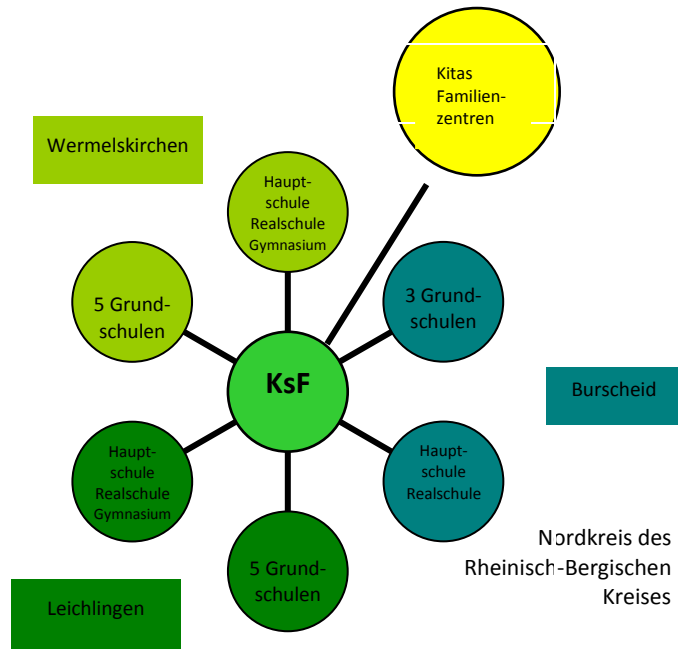 Kitas
Familien-
zentren
Wermelskirchen
Haupt-
schule
Realschule
Gymnasium
5 Grund-
schulen
3 Grund-
schulen
KsF
Burscheid
Haupt-
schule
Realschule
Gymnasium
Haupt-
schule
Realschule
Nordkreis des
Rheinisch-Bergischen
Kreises
5 Grund-
schulen
Leichlingen